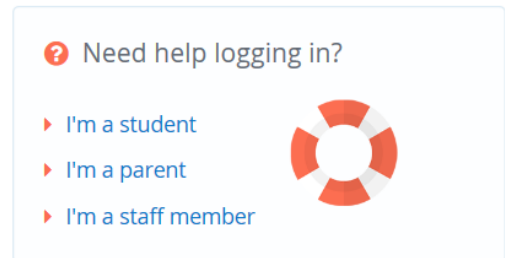 Need help logging in?
I'm a student
I'm a parent
I'm a staff member